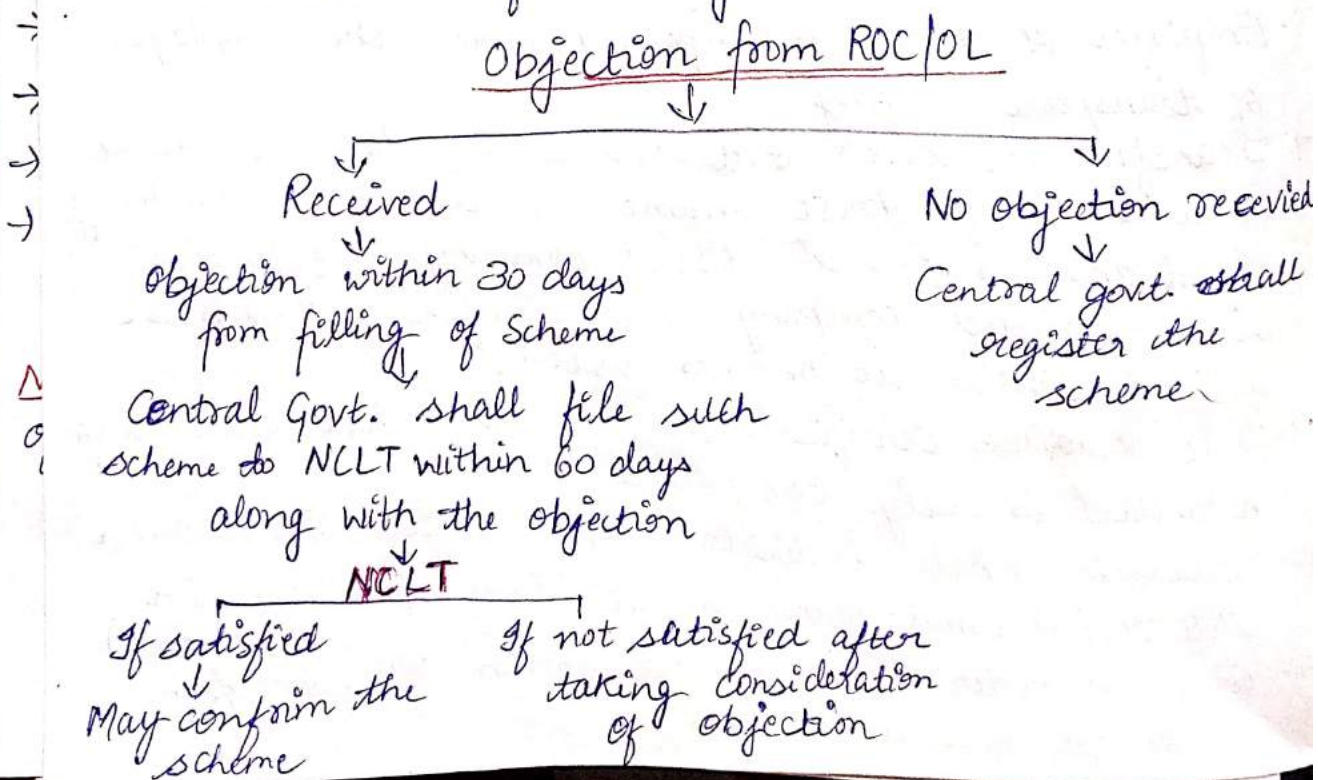 Objection from ROC/OL
Received
No objection recevied
Objection within 30 days
from filling of Scheme
Central govt. shall
register the
scheme
Central Govt. shall file such
scheme to NCLT within 60 days
along with the objection
NCLT
If satisfied
May confrim the
scheme
If not satisfied after
taking consideration
of objection